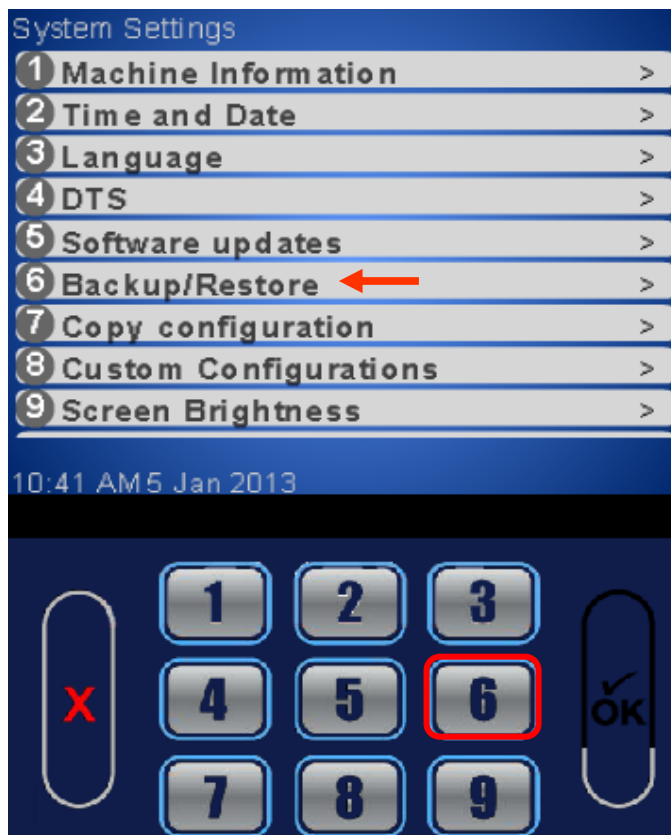 System Settings
1 Machine Information >
2 Time and Date >
3 Language >
4 DTS >
5 Software updates >
6 Backup/Restore >
7 Copy configuration >
8 Custom Configurations >
9 Screen Brightness >
10:41 AM 5 Jan 2013
1 2 3
X 4 5 6 OK
7 8 9